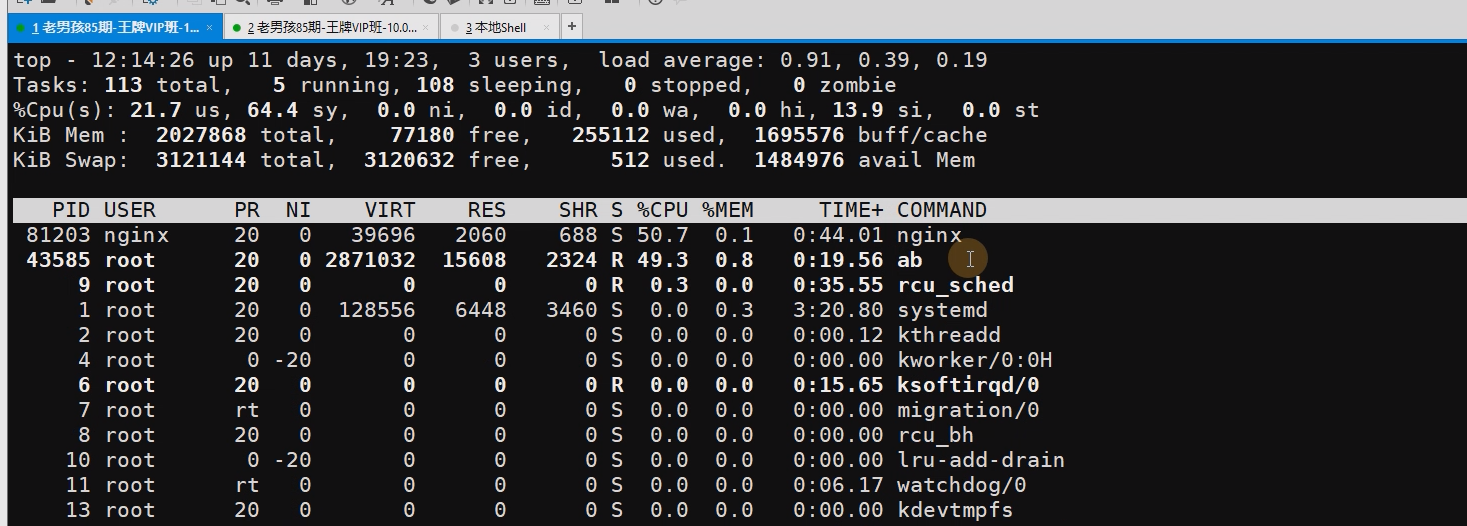 1 老男孩85期-王牌VIP班-1... × 2 老男孩85期-王牌VIP班-10.0... × 3 本地Shell × +
top - 12:14:26 up 11 days, 19:23,  3 users,  load average: 0.91, 0.39, 0.19
Tasks: 113 total,   5 running, 108 sleeping,   0 stopped,   0 zombie
%Cpu(s): 21.7 us, 64.4 sy,  0.0 ni,  0.0 id,  0.0 wa,  0.0 hi, 13.9 si,  0.0 st
KiB Mem :  2027868 total,    77180 free,   255112 used,  1695576 buff/cache
KiB Swap:  3121144 total,  3120632 free,      512 used.  1484976 avail Mem
PID USER      PR  NI    VIRT    RES    SHR S %CPU %MEM     TIME+ COMMAND
81203 nginx     20   0   39696   2060    688 S 50.7  0.1   0:44.01 nginx
43585 root      20   0 2871032  15608   2324 R 49.3  0.8   0:19.56 ab
9 root      20   0       0      0      0 R  0.3  0.0   0:35.55 rcu_sched
1 root      20   0  128556   6448   3460 S  0.0  0.3   3:20.80 systemd
2 root      20   0       0      0      0 S  0.0  0.0   0:00.12 kthreadd
4 root       0 -20       0      0      0 S  0.0  0.0   0:00.00 kworker/0:0H
6 root      20   0       0      0      0 R  0.0  0.0   0:15.65 ksoftirqd/0
7 root      rt   0       0      0      0 S  0.0  0.0   0:00.00 migration/0
8 root      20   0       0      0      0 S  0.0  0.0   0:00.00 rcu_bh
10 root       0 -20       0      0      0 S  0.0  0.0   0:00.00 lru-add-drain
11 root      rt   0       0      0      0 S  0.0  0.0   0:06.17 watchdog/0
13 root      20   0       0      0      0 S  0.0  0.0   0:00.00 kdevtmpfs